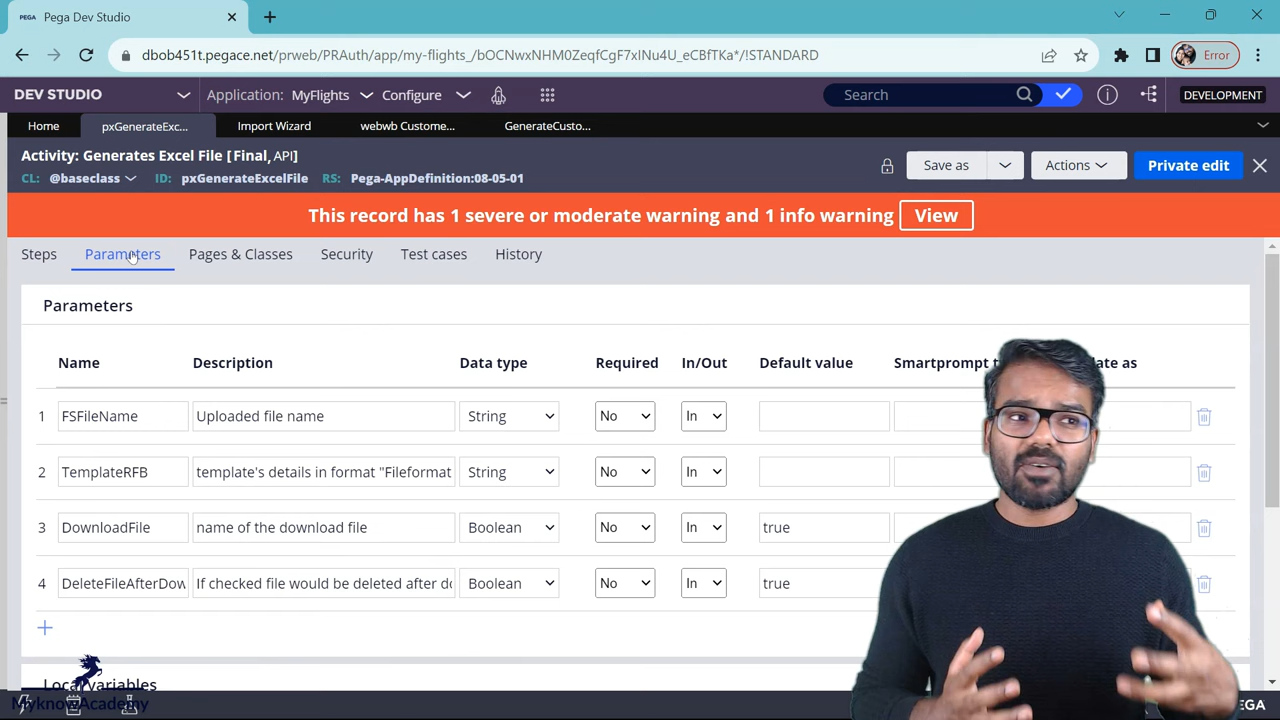 PEGA Pega Dev Studio
dbob451t.pegace.net/prweb/PRAuth/app/my-flights_/bOCNwxNHM0ZeqfCgF7xINu4U_eCBfTKa*/!STANDARD
Error
DEV STUDIO
Application: MyFlights
Configure
Search
DEVELOPMENT
Home
pxGenerateExc...
Import Wizard
webwb Custome...
GenerateCusto...
Activity: Generates Excel File [Final, API]
CL: @baseclass ID: pxGenerateExcelFile RS: Pega-AppDefinition:08-05-01
Save as
Actions
Private edit
This record has 1 severe or moderate warning and 1 info warning
View
Steps
Parameters
Pages & Classes
Security
Test cases
History
Parameters
Name Description Data type Required In/Out Default value Smartprompt t ate as
1 FSFileName Uploaded file name String No In
2 TemplateRFB template's details in format "Fileformat String No In
3 DownloadFile name of the download file Boolean No In true
4 DeleteFileAfterDow If checked file would be deleted after do Boolean No In true
Local variables
MyknowAcademy
PEGA